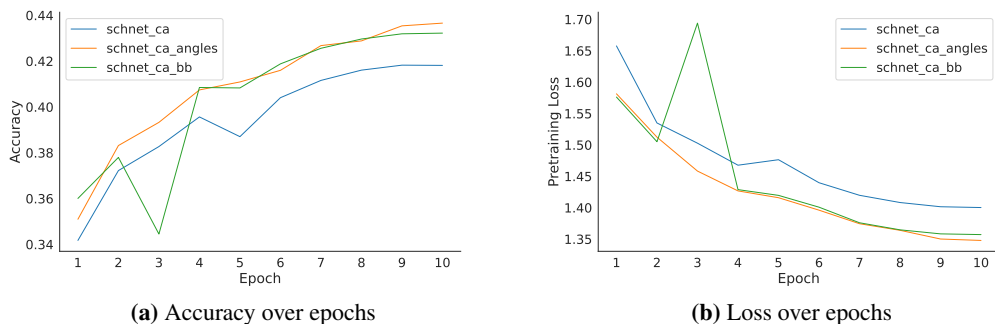 0.44
0.42
0.40
0.38
0.36
0.34
Accuracy
schnet_ca
schnet_ca_angles
schnet_ca_bb
1 2 3 4 5 6 7 8 9 10
Epoch
(a) Accuracy over epochs
1.70
1.65
1.60
1.55
1.50
1.45
1.40
1.35
Pretraining Loss
schnet_ca
schnet_ca_angles
schnet_ca_bb
1 2 3 4 5 6 7 8 9 10
Epoch
(b) Loss over epochs